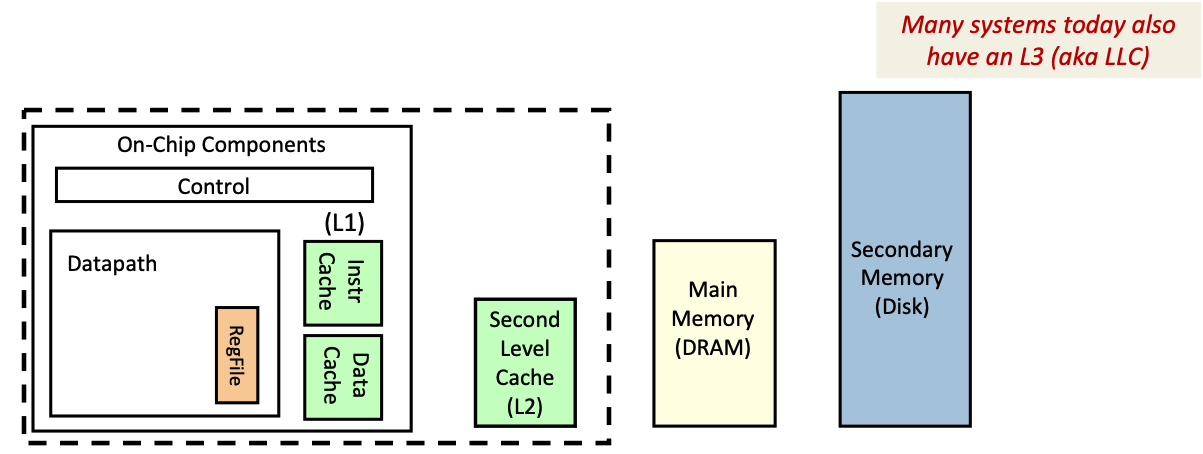 Many systems today also
have an L3 (aka LLC)
On-Chip Components
Control
(L1)
Datapath
Instr
Cache
RegFile
Data
Cache
Second
Level
Cache
(L2)
Main
Memory
(DRAM)
Secondary
Memory
(Disk)